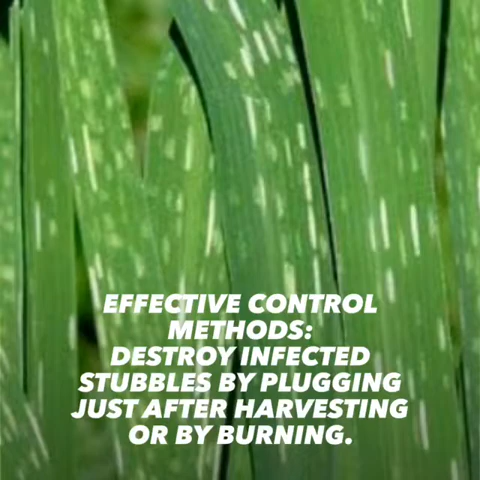 EFFECTIVE CONTROL
METHODS:
DESTROY INFECTED
STUBBLES BY PLUGGING
JUST AFTER HARVESTING
OR BY BURNING.